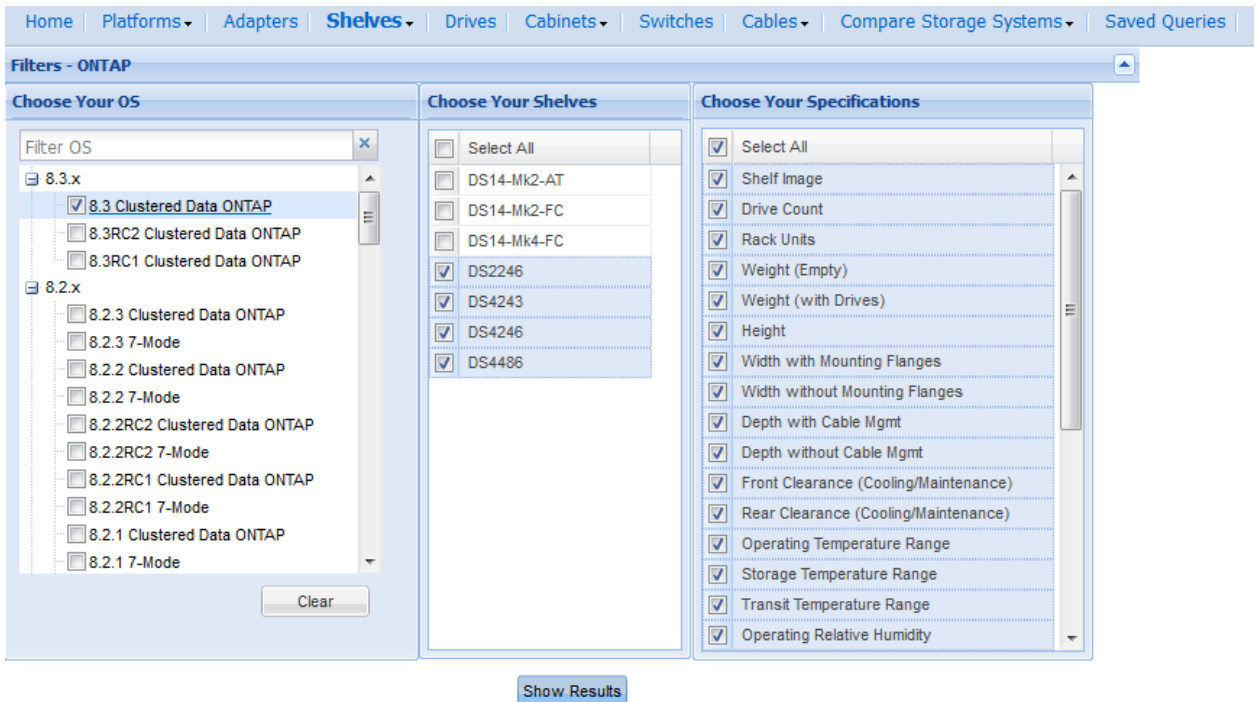 Home Platforms Adapters Shelves Drives Cabinets Switches Cables Compare Storage Systems Saved Queries
Filters - ONTAP
Choose Your OS
Filter OS
8.3.x
8.3 Clustered Data ONTAP
8.3RC2 Clustered Data ONTAP
8.3RC1 Clustered Data ONTAP
8.2.x
8.2.3 Clustered Data ONTAP
8.2.3 7-Mode
8.2.2 Clustered Data ONTAP
8.2.2 7-Mode
8.2.2RC2 Clustered Data ONTAP
8.2.2RC2 7-Mode
8.2.2RC1 Clustered Data ONTAP
8.2.2RC1 7-Mode
8.2.1 Clustered Data ONTAP
8.2.1 7-Mode
Clear
Choose Your Shelves
Select All
DS14-Mk2-AT
DS14-Mk2-FC
DS14-Mk4-FC
DS2246
DS4243
DS4246
DS4486
Choose Your Specifications
Select All
Shelf Image
Drive Count
Rack Units
Weight (Empty)
Weight (with Drives)
Height
Width with Mounting Flanges
Width without Mounting Flanges
Depth with Cable Mgmt
Depth without Cable Mgmt
Front Clearance (Cooling/Maintenance)
Rear Clearance (Cooling/Maintenance)
Operating Temperature Range
Storage Temperature Range
Transit Temperature Range
Operating Relative Humidity
Show Results